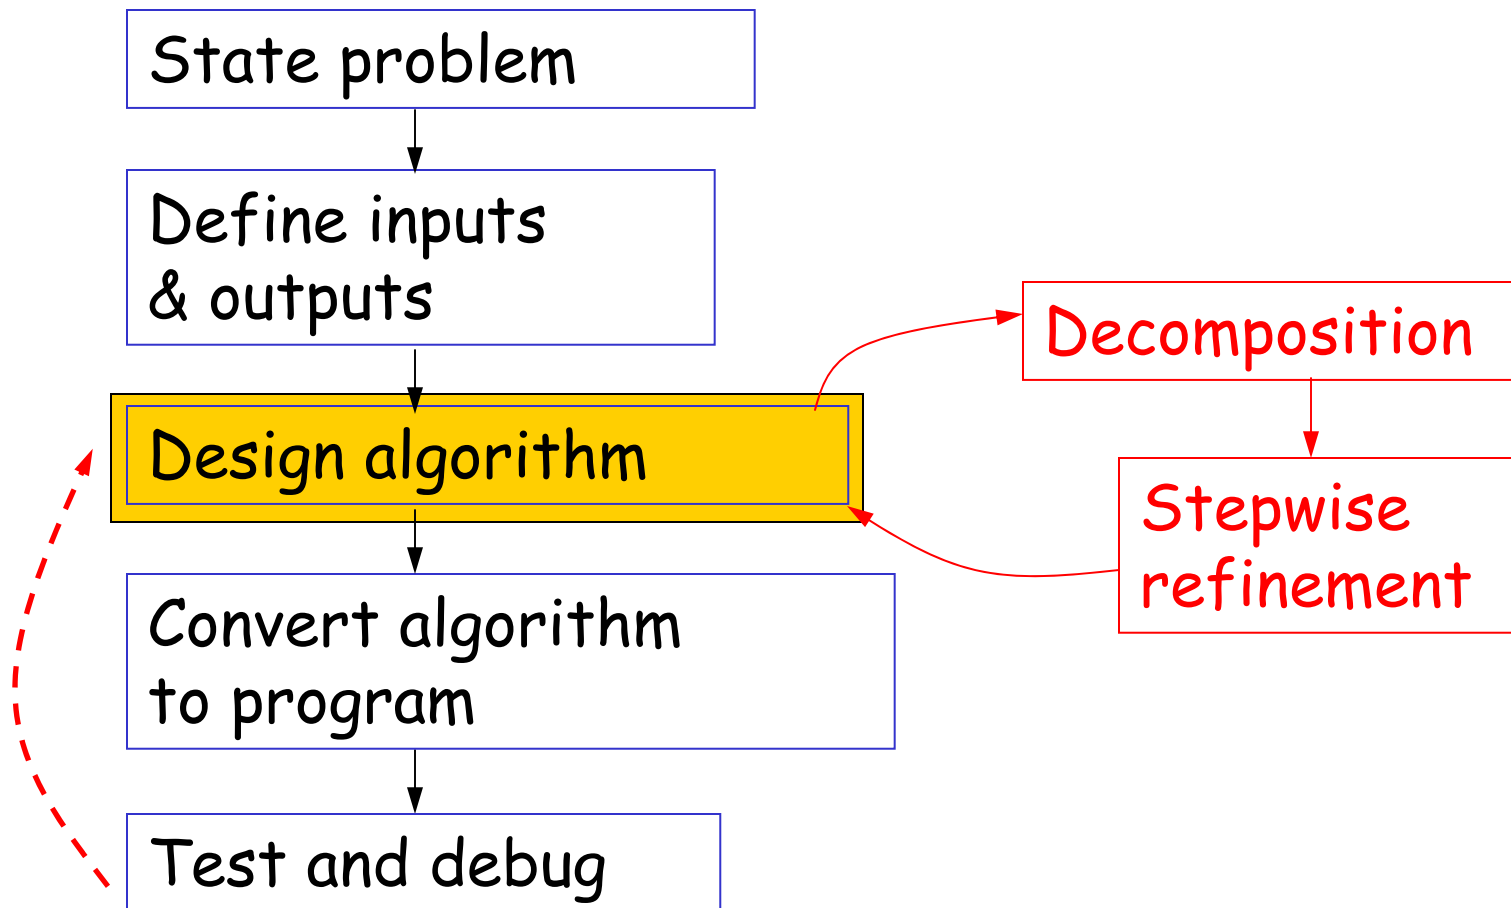 State problem
Define inputs
& outputs
Design algorithm
Convert algorithm
to program
Test and debug
Decomposition
Stepwise
refinement